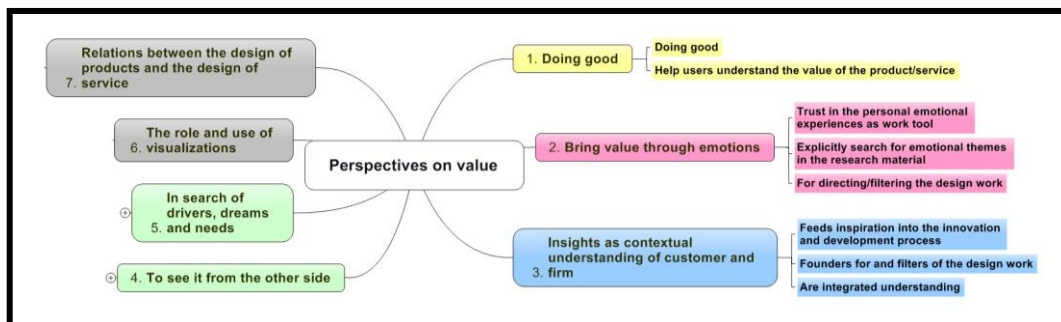 Perspectives on value
1. Doing good
Doing good
Help users understand the value of the product/service
2. Bring value through emotions
Trust in the personal emotional
experiences as work tool
Explicitly search for emotional themes
in the research material
For directing/filtering the design work
Insights as contextual
understanding of customer and
3. firm
Feeds inspiration into the innovation
and development process
Founders for and filters of the design work
Are integrated understanding
4. To see it from the other side
In search of
drivers, dreams
5. and needs
The role and use of
6. visualizations
Relations between the design of
products and the design of
7. service